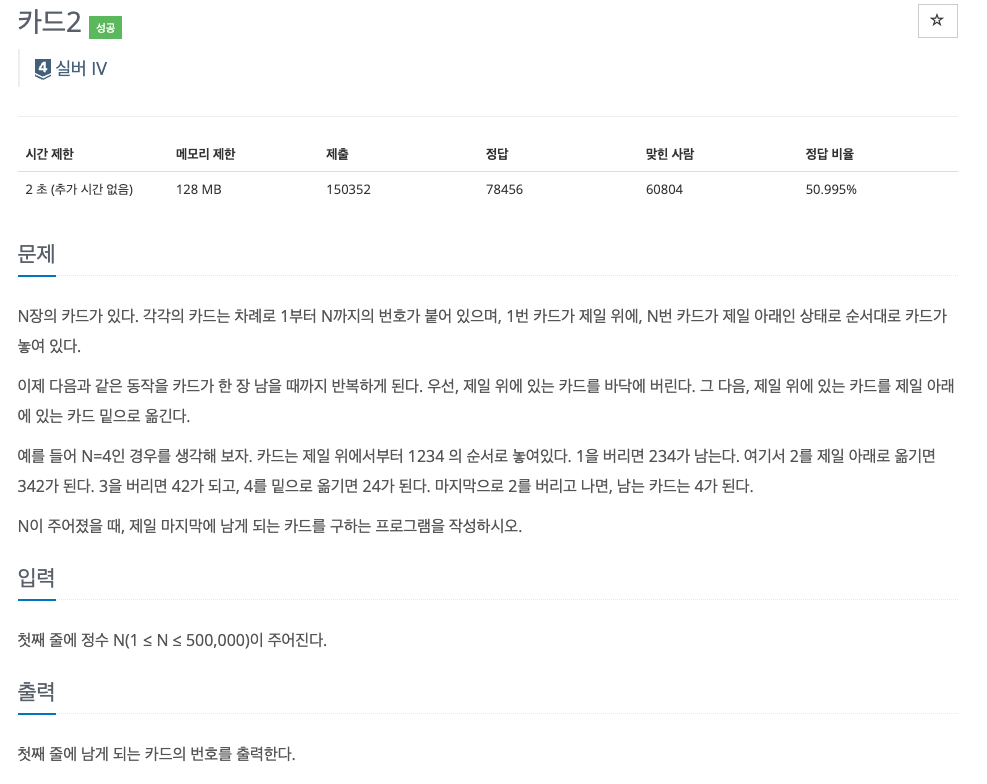 카드2 성공
☆
4 실버 IV
시간 제한 메모리 제한 제출 정답 맞힌 사람 정답 비율
2 초 (추가 시간 없음) 128 MB 150352 78456 60804 50.995%
문제
N장의 카드가 있다. 각각의 카드는 차례로 1부터 N까지의 번호가 붙어 있으며, 1번 카드가 제일 위에, N번 카드가 제일 아래인 상태로 순서대로 카드가
놓여 있다.
이제 다음과 같은 동작을 카드가 한 장 남을 때까지 반복하게 된다. 우선, 제일 위에 있는 카드를 바닥에 버린다. 그 다음, 제일 위에 있는 카드를 제일 아래
에 있는 카드 밑으로 옮긴다.
예를 들어 N=4인 경우를 생각해 보자. 카드는 제일 위에서부터 1234 의 순서로 놓여있다. 1을 버리면 234가 남는다. 여기서 2를 제일 아래로 옮기면
342가 된다. 3을 버리면 42가 되고, 4를 밑으로 옮기면 24가 된다. 마지막으로 2를 버리고 나면, 남는 카드는 4가 된다.
N이 주어졌을 때, 제일 마지막에 남게 되는 카드를 구하는 프로그램을 작성하시오.
입력
첫째 줄에 정수 N(1 ≤ N ≤ 500,000)이 주어진다.
출력
첫째 줄에 남게 되는 카드의 번호를 출력한다.